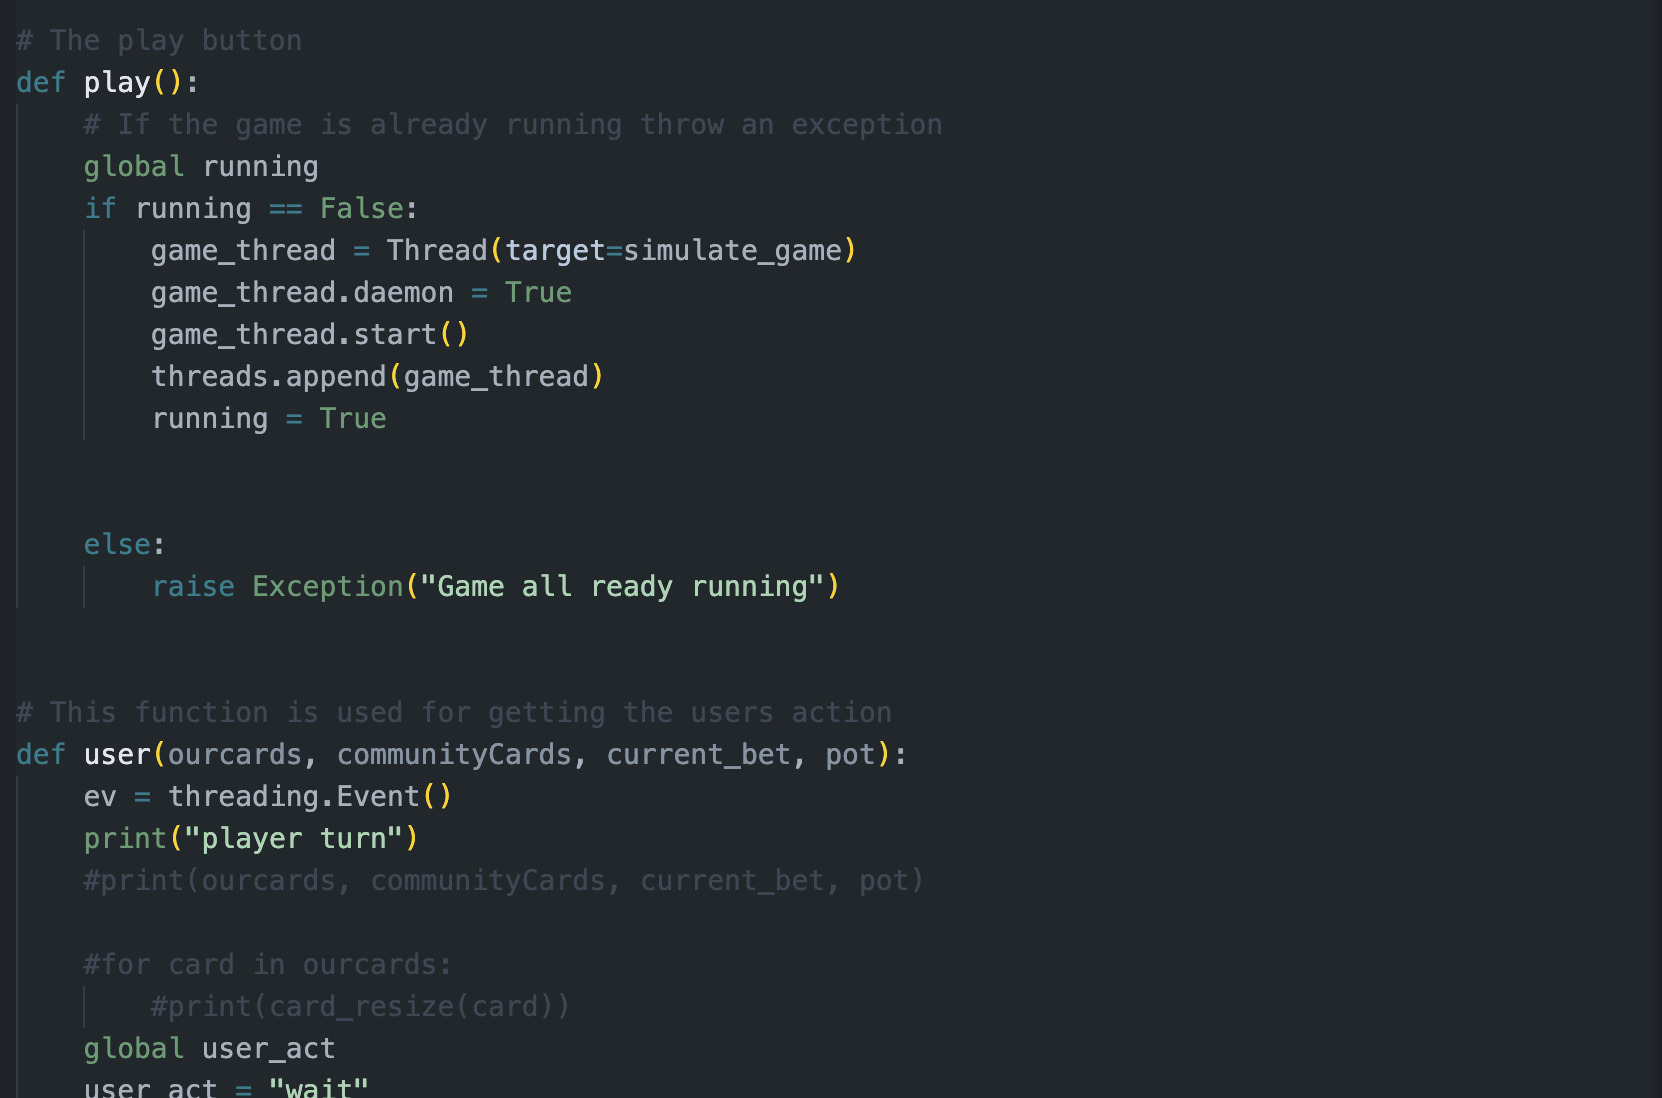 # The play button
def play():
    # If the game is already running throw an exception
    global running
    if running == False:
        game_thread = Thread(target=simulate_game)
        game_thread.daemon = True
        game_thread.start()
        threads.append(game_thread)
        running = True
    else:
        raise Exception("Game all ready running")
# This function is used for getting the users action
def user(ourcards, communityCards, current_bet, pot):
    ev = threading.Event()
    print("player turn")
    #print(ourcards, communityCards, current_bet, pot)
    #for card in ourcards:
        #print(card_resize(card))
    global user_act
    user_act = "wait"